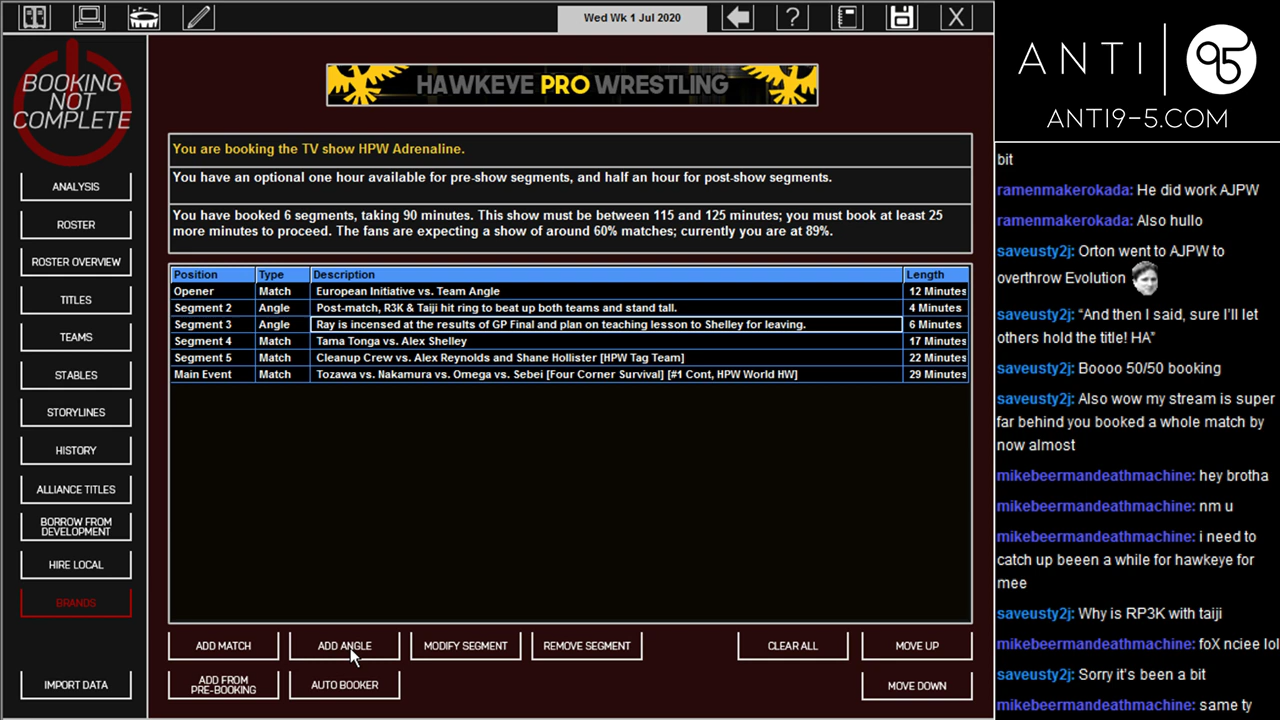 Wed Wk 1 Jul 2020
?
X
BOOKING
NOT
COMPLETE
ANALYSIS
ROSTER
ROSTER OVERVIEW
TITLES
TEAMS
STABLES
STORYLINES
HISTORY
ALLIANCE TITLES
BORROW FROM
DEVELOPMENT
HIRE LOCAL
BRANDS
IMPORT DATA
HAWKEYE PRO WRESTLING
You are booking the TV show HPW Adrenaline.
You have an optional one hour available for pre-show segments, and half an hour for post-show segments.
You have booked 6 segments, taking 90 minutes. This show must be between 115 and 125 minutes; you must book at least 25
more minutes to proceed. The fans are expecting a show of around 60% matches; currently you are at 89%.
Position Type Description Length
Opener Match European Initiative vs. Team Angle 12 Minutes
Segment 2 Angle Post-match, R3K & Taiji hit ring to beat up both teams and stand tall. 4 Minutes
Segment 3 Angle Ray is incensed at the results of GP Final and plan on teaching lesson to Shelley for leaving. 6 Minutes
Segment 4 Match Tama Tonga vs. Alex Shelley 17 Minutes
Segment 5 Match Cleanup Crew vs. Alex Reynolds and Shane Hollister [HPW Tag Team] 22 Minutes
Main Event Match Tozawa vs. Nakamura vs. Omega vs. Sebei [Four Corner Survival] [#1 Cont, HPW World HW] 29 Minutes
ADD MATCH
ADD ANGLE
MODIFY SEGMENT
REMOVE SEGMENT
CLEAR ALL
MOVE UP
ADD FROM
PRE-BOOKING
AUTO BOOKER
MOVE DOWN
ANTI 95
ANTI9-5.COM
bit
ramenmakerokada: He did work AJPW
ramenmakerokada: Also hullo
saveusty2j: Orton went to AJPW to
overthrow Evolution
saveusty2j: “And then I said, sure I’ll let
others hold the title! HA”
saveusty2j: Boooo 50/50 booking
saveusty2j: Also wow my stream is super
far behind you booked a whole match by
now almost
mikebeermandeathmachine: hey brotha
mikebeermandeathmachine: nm u
mikebeermandeathmachine: i need to
catch up beeen a while for hawkeye for
mee
saveusty2j: Why is RP3K with taiji
mikebeermandeathmachine: foX nciee lol
saveusty2j: Sorry it’s been a bit
mikebeermandeathmachine: same ty